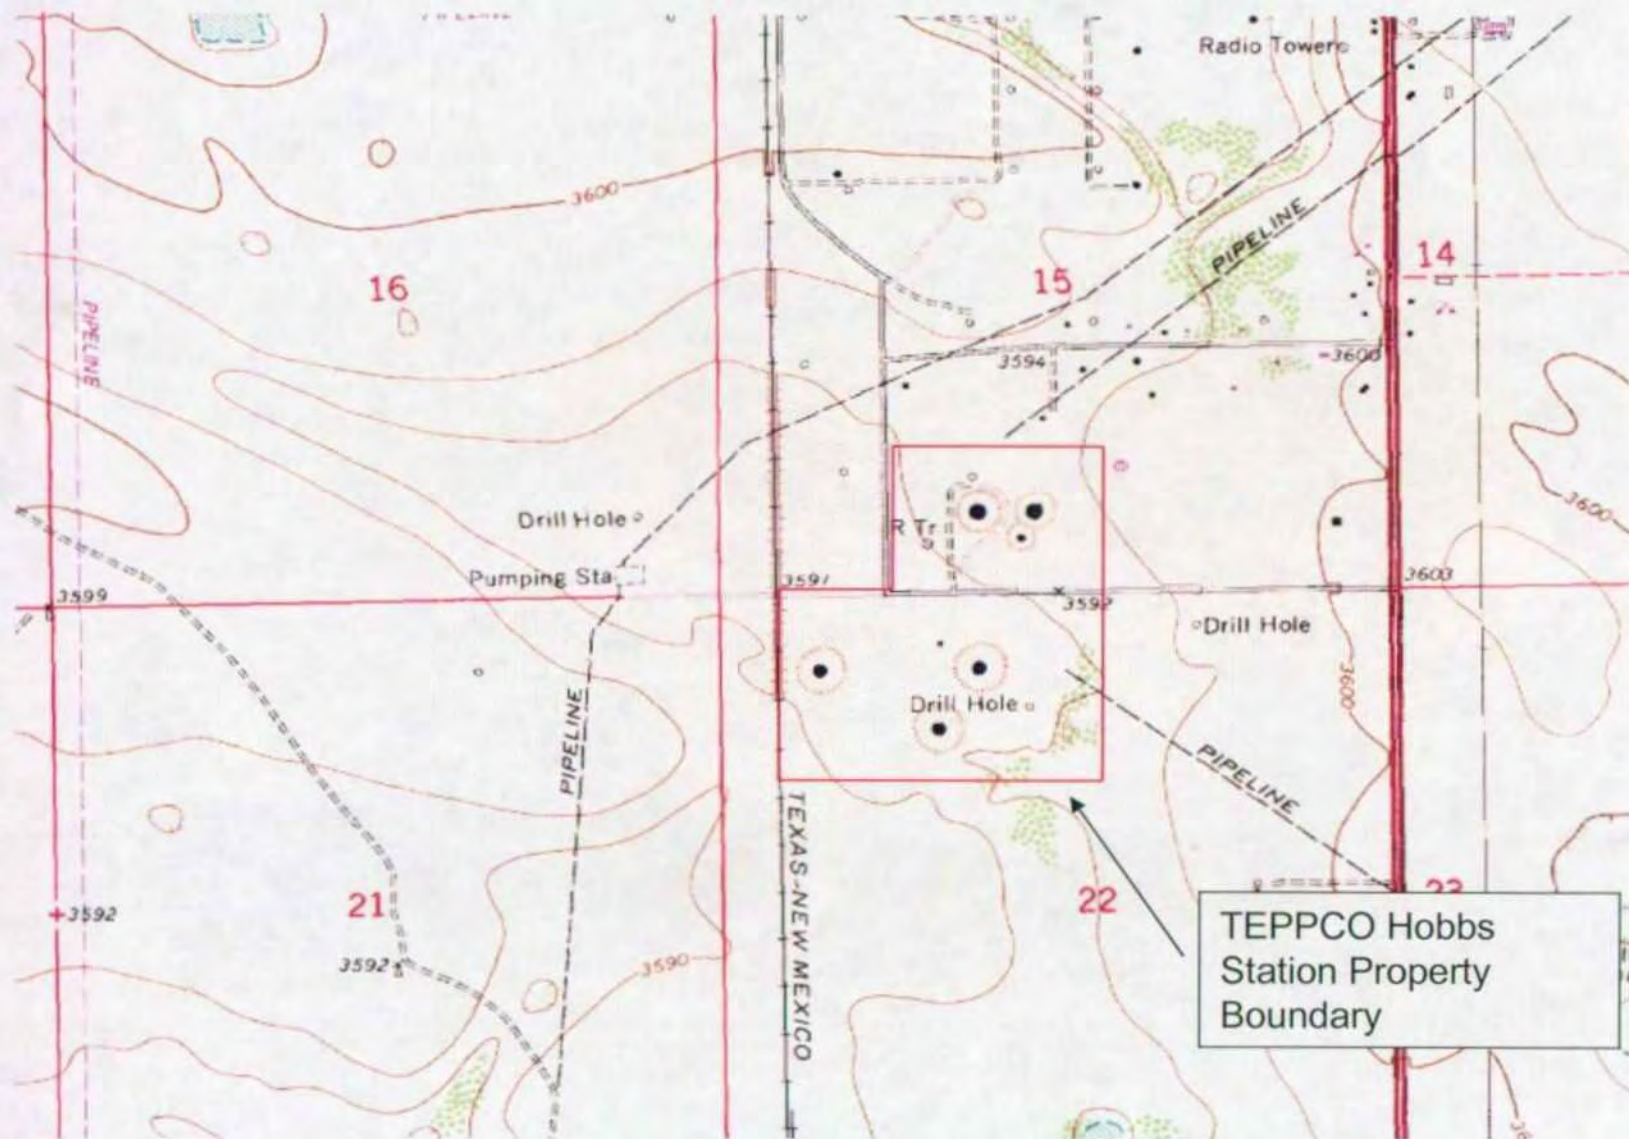 Radio Tower
3600
PIPELINE
14
16
15
PIPELINE
3594
3600
3600
Drill Hole
R Tr
Pumping Sta
3597
3603
3599
3592
Drill Hole
3600
Drill Hole
PIPELINE
PIPELINE
TEXAS-NEW MEXICO
21
22
23
3592
3592
3590
TEPPCO Hobbs
Station Property
Boundary